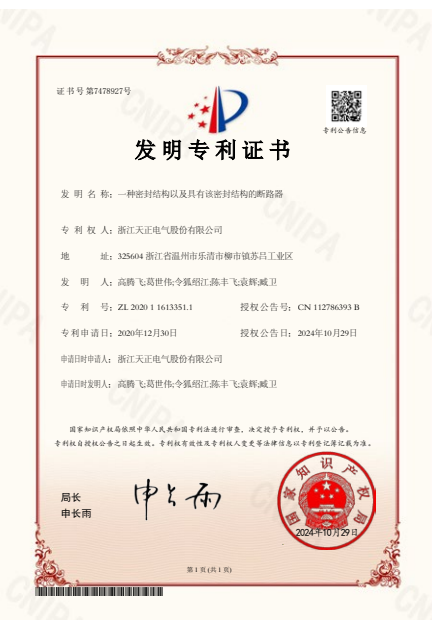 证书号第7478927号
专利公告信息
发明专利证书
发明名称：一种密封结构以及具有该密封结构的断路器
专利权人：浙江天正电气股份有限公司
地址：325604 浙江省温州市乐清市柳市镇苏吕工业区
发明人：高腾飞;葛世伟;令狐绍江;陈丰飞;袁辉;臧卫
专利号：ZL 2020 1 1613351.1 授权公告号：CN 112786393 B
专利申请日：2020年12月30日 授权公告日：2024年10月29日
申请日时申请人：浙江天正电气股份有限公司
申请日时发明人：高腾飞;葛世伟;令狐绍江;陈丰飞;袁辉;臧卫
国家知识产权局依照中华人民共和国专利法进行审查，决定授予专利权，并予以公告。
专利权自授权公告之日起生效。专利权有效性及专利权人变更等法律信息以专利登记簿记载为准。
局长
申长雨
申长雨
国家知识产权局
2024年10月29日
第 1 页 (共 1 页)
CNIPA
CNIPA
CNIPA
CNIPA